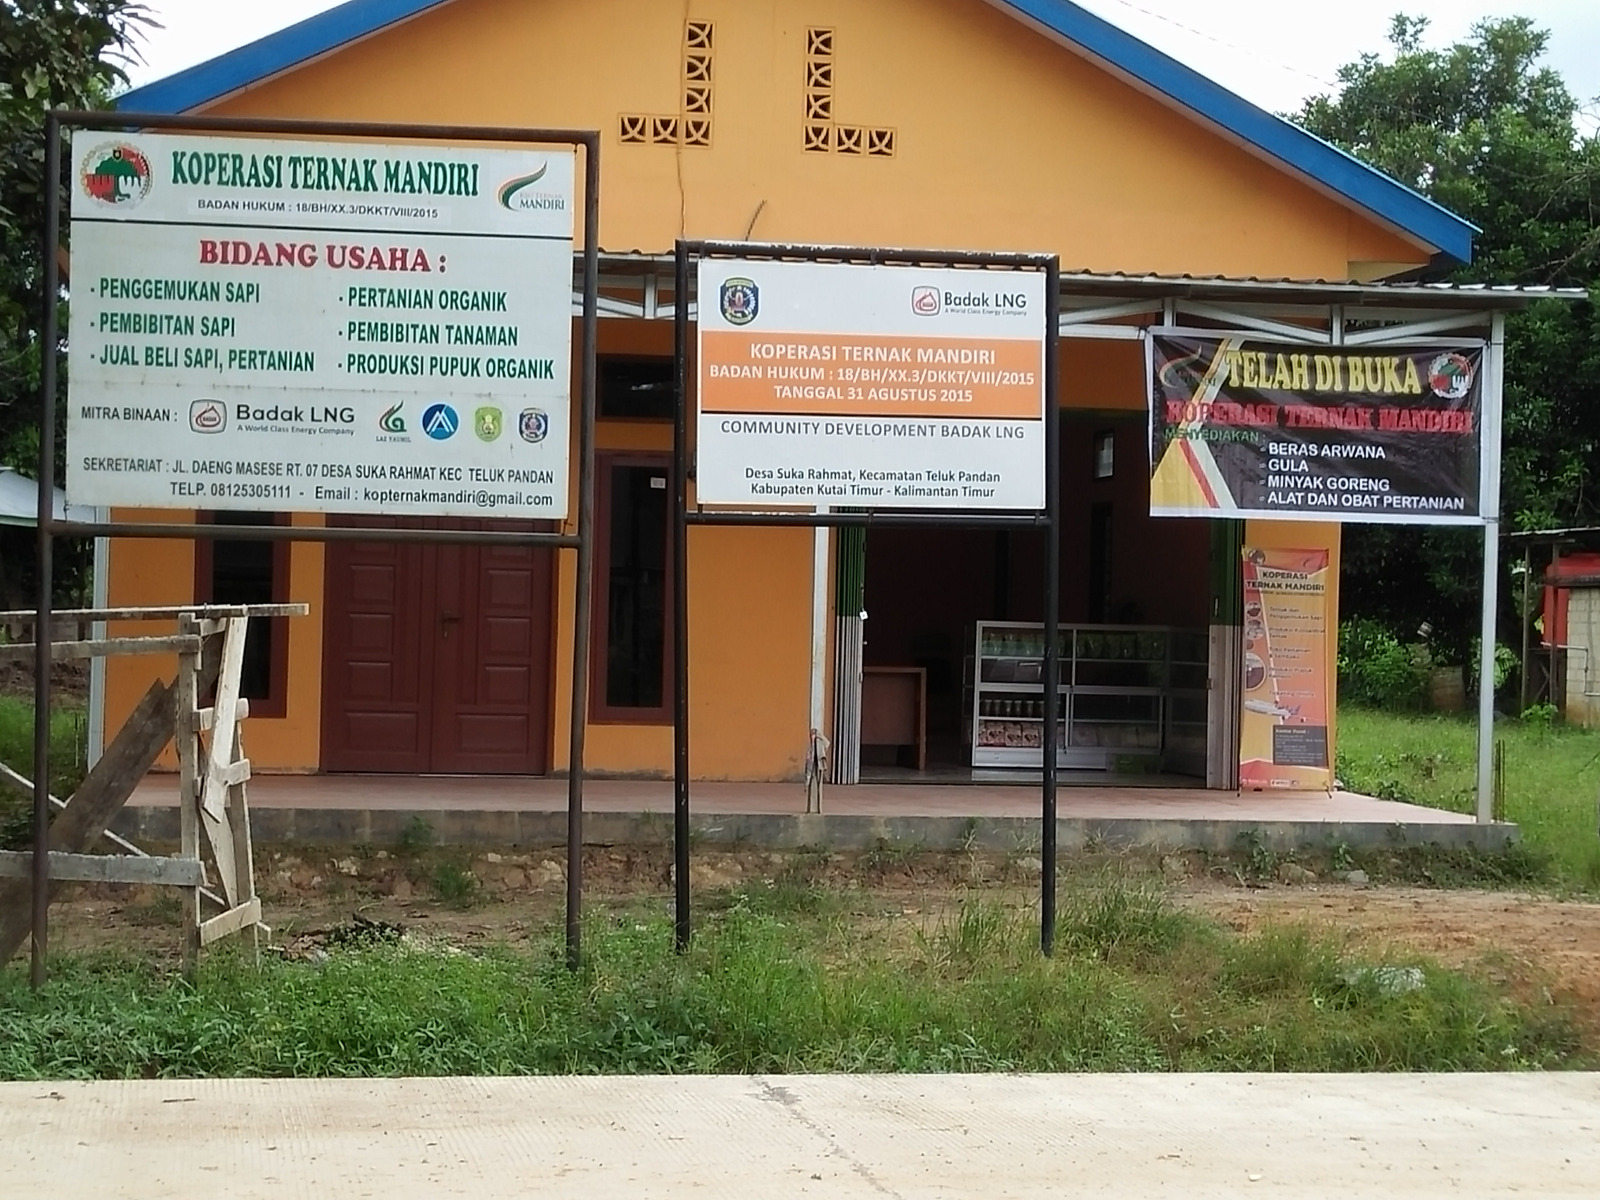 KOPERASI TERNAK MANDIRI
BADAN HUKUM : 18/BH/XX.3/DKKT/VIII/2015
MANDIRI
BIDANG USAHA :
- PENGGEMUKAN SAPI
- PEMBIBITAN SAPI
- JUAL BELI SAPI, PERTANIAN
- PERTANIAN ORGANIK
- PEMBIBITAN TANAMAN
- PRODUKSI PUPUK ORGANIK
MITRA BINAAN :
Badak LNG
A World Class Energy Company
LAZ YAUMIL
SEKRETARIAT : JL. DAENG MASESE RT. 07 DESA SUKA RAHMAT KEC TELUK PANDAN
TELP. 08125305111 - Email : kopternakmandiri@gmail.com
Badak LNG
A World Class Energy Company
KOPERASI TERNAK MANDIRI
BADAN HUKUM : 18/BH/XX.3/DKKT/VIII/2015
TANGGAL 31 AGUSTUS 2015
COMMUNITY DEVELOPMENT BADAK LNG
Desa Suka Rahmat, Kecamatan Teluk Pandan
Kabupaten Kutai Timur - Kalimantan Timur
TELAH DI BUKA
KOPERASI TERNAK MANDIRI
MENYEDIAKAN :
- BERAS ARWANA
- GULA
- MINYAK GORENG
- ALAT DAN OBAT PERTANIAN
KOPERASI
TERNAK MANDIRI